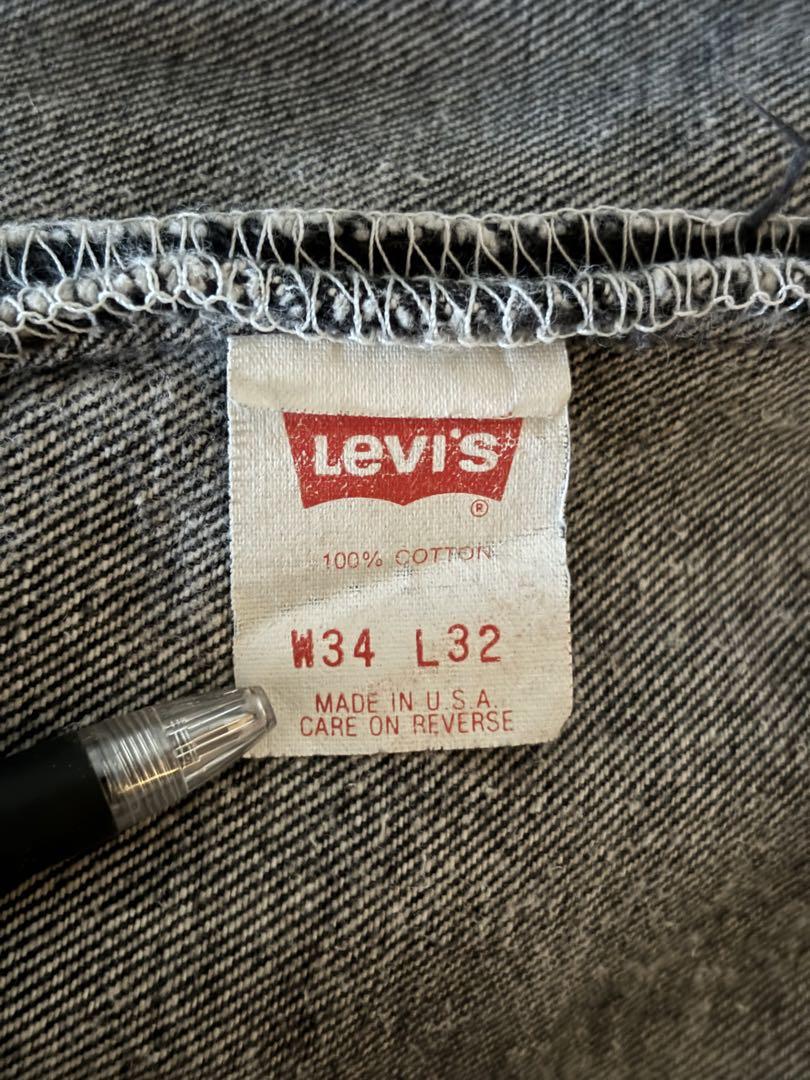 Levi's
®
100% COTTON
W34 L32
MADE IN U.S.A.
CARE ON REVERSE